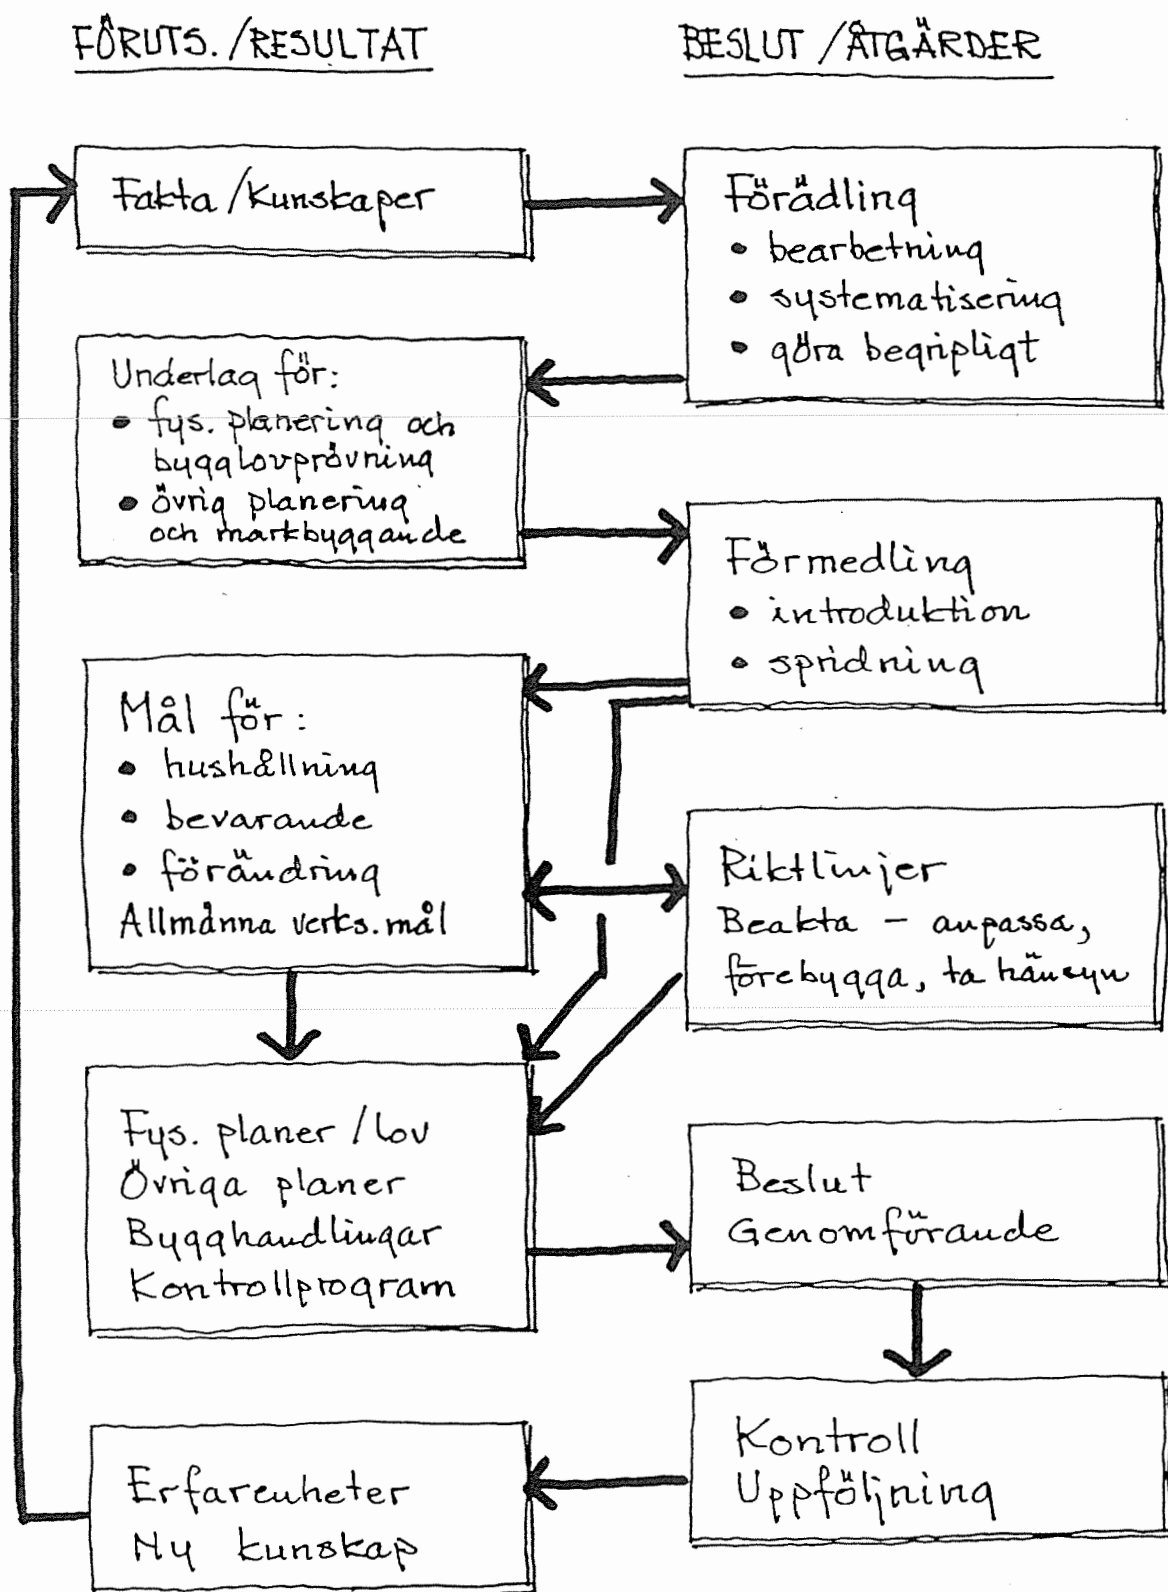 FÖRUTS. /RESULTAT
BESLUT /ÅTGÄRDER
Fakta /Kunskaper
Förädling
• bearbetning
• systematisering
• göra begripligt
Underlag för:
• fys. planering och
bygglovprövning
• övrig planering
och markbyggande
Förmedling
• introduktion
• spridning
Mål för:
• hushållning
• bevarande
• förändring
Allmänna verks.mål
Riktlinjer
Beakta – anpassa,
förebygga, ta hänsyn
Fys. planer /lov
Övriga planer
Bygghandlingar
Kontrollprogram
Beslut
Genomförande
Kontroll
Uppföljning
Erfarenheter
Ny kunskap